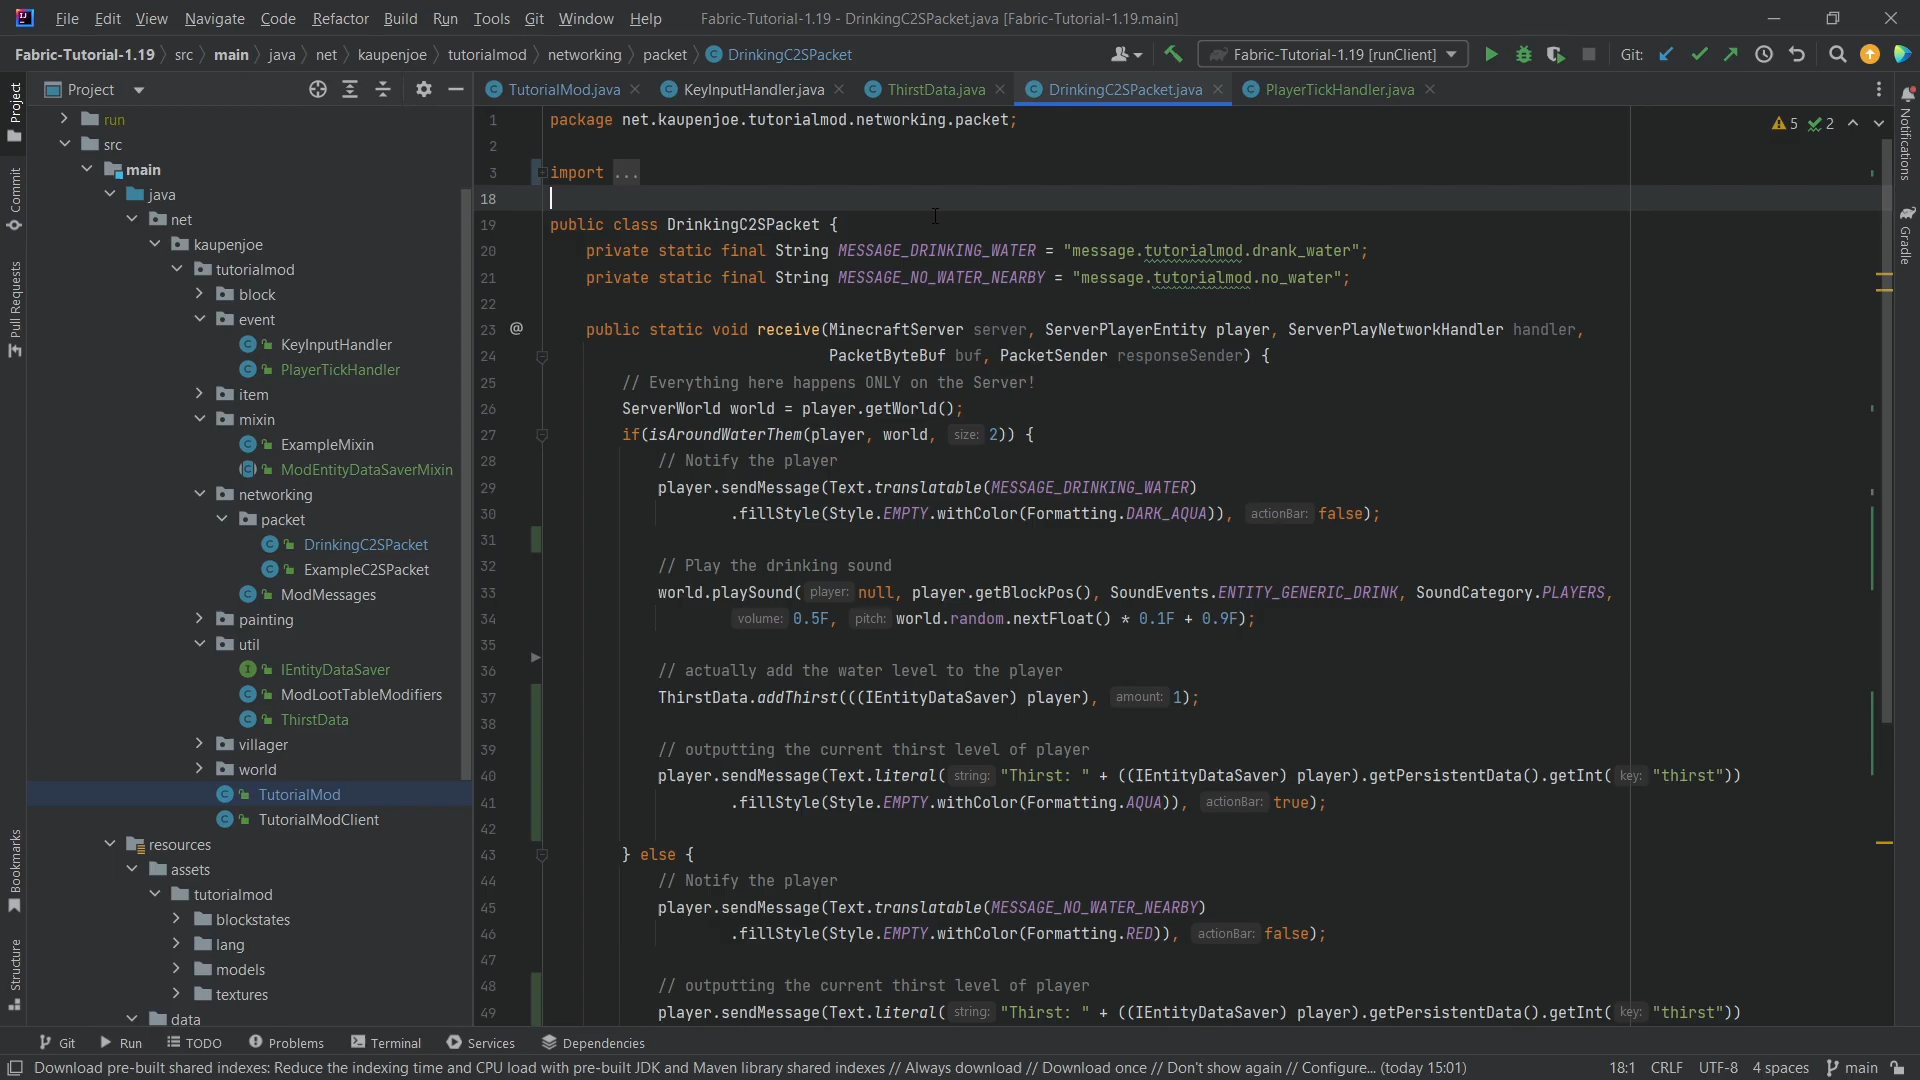 File Edit View Navigate Code Refactor Build Run Tools Git Window Help Fabric-Tutorial-1.19 - DrinkingC2SPacket.java [Fabric-Tutorial-1.19.main]
Fabric-Tutorial-1.19 src main java net kaupenjoe tutorialmod networking packet DrinkingC2SPacket Fabric-Tutorial-1.19 [runClient] Git:
Project
TutorialMod.java KeyInputHandler.java ThirstData.java DrinkingC2SPacket.java PlayerTickHandler.java
Project
Commit
Pull Requests
Bookmarks
Structure
run
src
main
java
net
kaupenjoe
tutorialmod
block
event
KeyInputHandler
PlayerTickHandler
item
mixin
ExampleMixin
ModEntityDataSaverMixin
networking
packet
DrinkingC2SPacket
ExampleC2SPacket
ModMessages
painting
util
IEntityDataSaver
ModLootTableModifiers
ThirstData
villager
world
TutorialMod
TutorialModClient
resources
assets
tutorialmod
blockstates
lang
models
textures
data
5 2
1 package net.kaupenjoe.tutorialmod.networking.packet;
2
3 import ...
18
19 public class DrinkingC2SPacket {
20 private static final String MESSAGE_DRINKING_WATER = "message.tutorialmod.drank_water";
21 private static final String MESSAGE_NO_WATER_NEARBY = "message.tutorialmod.no_water";
22
23 @ public static void receive(MinecraftServer server, ServerPlayerEntity player, ServerPlayNetworkHandler handler,
24 PacketByteBuf buf, PacketSender responseSender) {
25 // Everything here happens ONLY on the Server!
26 ServerWorld world = player.getWorld();
27 if(isAroundWaterThem(player, world, size: 2)) {
28 // Notify the player
29 player.sendMessage(Text.translatable(MESSAGE_DRINKING_WATER)
30 .fillStyle(Style.EMPTY.withColor(Formatting.DARK_AQUA)), actionBar: false);
31
32 // Play the drinking sound
33 world.playSound( player: null, player.getBlockPos(), SoundEvents.ENTITY_GENERIC_DRINK, SoundCategory.PLAYERS,
34 volume: 0.5F, pitch: world.random.nextFloat() * 0.1F + 0.9F);
35
36 // actually add the water level to the player
37 ThirstData.addThirst(((IEntityDataSaver) player), amount: 1);
38
39 // outputting the current thirst level of player
40 player.sendMessage(Text.literal( string: "Thirst: " + ((IEntityDataSaver) player).getPersistentData().getInt( key: "thirst"))
41 .fillStyle(Style.EMPTY.withColor(Formatting.AQUA)), actionBar: true);
42
43 } else {
44 // Notify the player
45 player.sendMessage(Text.translatable(MESSAGE_NO_WATER_NEARBY)
46 .fillStyle(Style.EMPTY.withColor(Formatting.RED)), actionBar: false);
47
48 // outputting the current thirst level of player
49 player.sendMessage(Text.literal( string: "Thirst: " + ((IEntityDataSaver) player).getPersistentData().getInt( key: "thirst"))
Notifications
Gradle
Git Run TODO Problems Terminal Services Dependencies
Download pre-built shared indexes: Reduce the indexing time and CPU load with pre-built JDK and Maven library shared indexes // Always download // Download once // Don't show again // Configure... (today 15:01) 18:1 CRLF UTF-8 4 spaces main